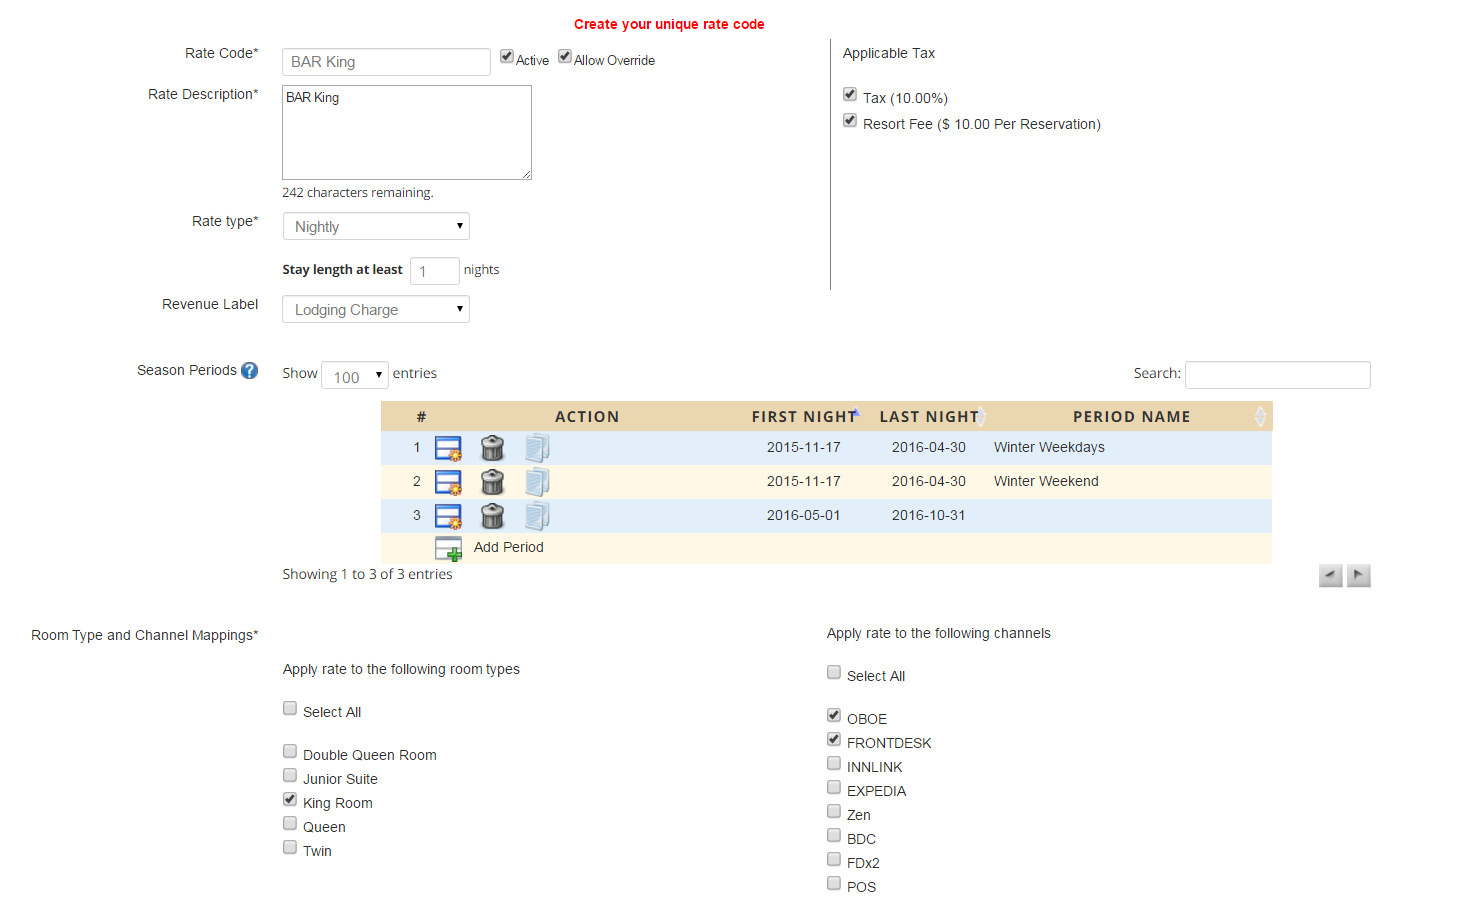 Create your unique rate code
Rate Code*
BAR King
Active
Allow Override
Rate Description*
BAR King
242 characters remaining.
Rate type*
Nightly
Stay length at least 1 nights
Revenue Label
Lodging Charge
Applicable Tax
Tax (10.00%)
Resort Fee ($ 10.00 Per Reservation)
Season Periods ?
Show 100 entries
Search:
# ACTION FIRST NIGHT LAST NIGHT PERIOD NAME
1 2015-11-17 2016-04-30 Winter Weekdays
2 2015-11-17 2016-04-30 Winter Weekend
3 2016-05-01 2016-10-31
Add Period
Showing 1 to 3 of 3 entries
Room Type and Channel Mappings*
Apply rate to the following room types
Select All
Double Queen Room
Junior Suite
King Room
Queen
Twin
Apply rate to the following channels
Select All
OBOE
FRONTDESK
INNLINK
EXPEDIA
Zen
BDC
FDx2
POS